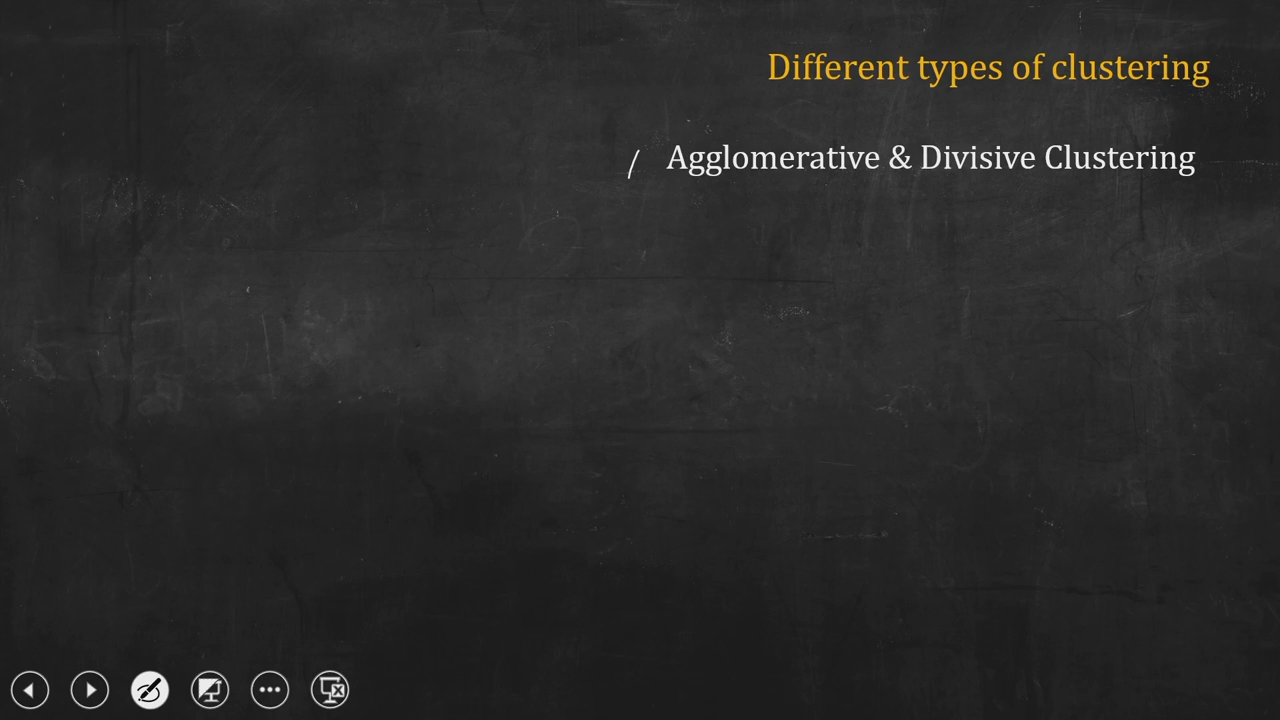 Different types of clustering
/ Agglomerative & Divisive Clustering